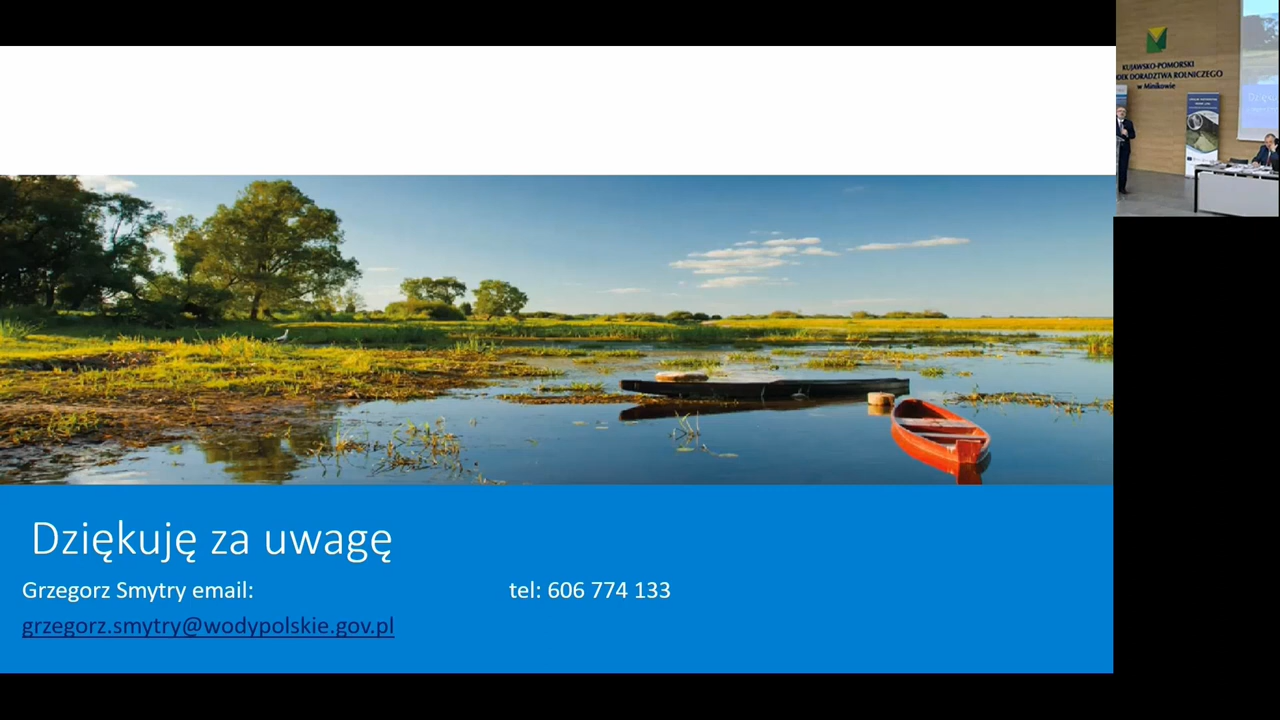 KUJAWSKO-POMORSKI
DEK DORADZTWA ROLNICZEGO
w Minikowie
Dziękuję za uwagę
Grzegorz Smytry email: tel: 606 774 133
grzegorz.smytry@wodypolskie.gov.pl